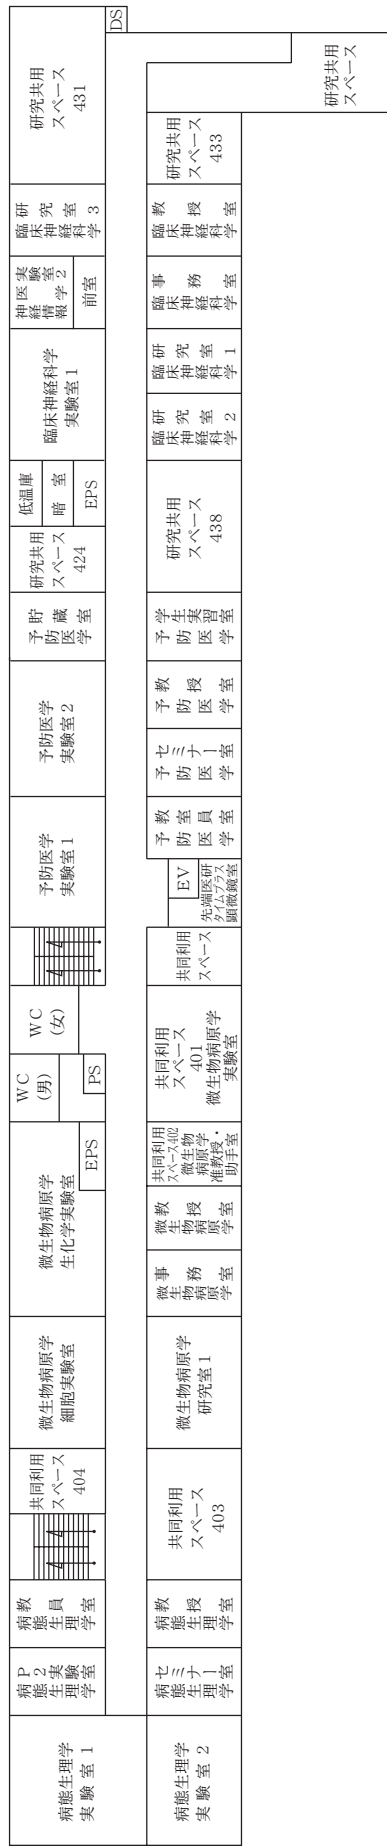 病態生理学
実験室1
病態生理学
P2実験室
病態生理学
教員室
共同利用
スペース
404
微生物病原学
細胞実験室
微生物病原学
生化学実験室
EPS
WC
(男)
PS
WC
(女)
予防医学
実験室1
予防医学
実験室2
予防医学
貯蔵室
研究共用
スペース
424
低温庫
暗室
EPS
臨床神経科学
実験室1
神経情報学
医実験室2
前室
臨床神経科学
研究室3
研究共用
スペース
431
DS
病態生理学
実験室2
病態生理学
セミナー室
病態生理学
教授室
共同利用
スペース
403
微生物病原学
研究室1
微生物病原学
事務室
微生物病原学
教授室
共同利用
スペース402
微生物
病原学
准教授・
助手室
共同利用
スペース
401
微生物病原学
実験室
共同利用
スペース
EV
先端医研
タイムプラス
顕微鏡室
予防医学
教室員室
予防医学
セミナー室
予防医学
教授室
予防医学
学生実習室
研究共用
スペース
438
臨床神経科学
研究室2
臨床神経科学
研究室1
臨床神経科学
事務室
臨床神経科学
教授室
研究共用
スペース
433
研究共用
スペース